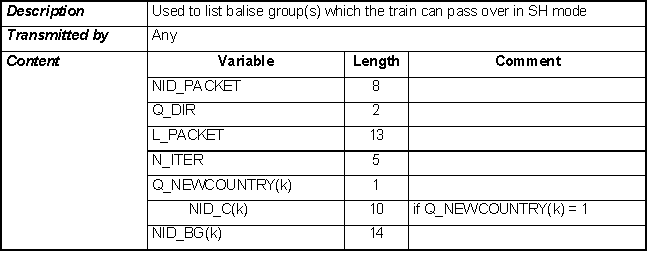 Description Used to list balise group(s) which the train can pass over in SH mode
Transmitted by Any
Content Variable Length Comment
NID_PACKET 8
Q_DIR 2
L_PACKET 13
N_ITER 5
Q_NEWCOUNTRY(k) 1
NID_C(k) 10 if Q_NEWCOUNTRY(k) = 1
NID_BG(k) 14